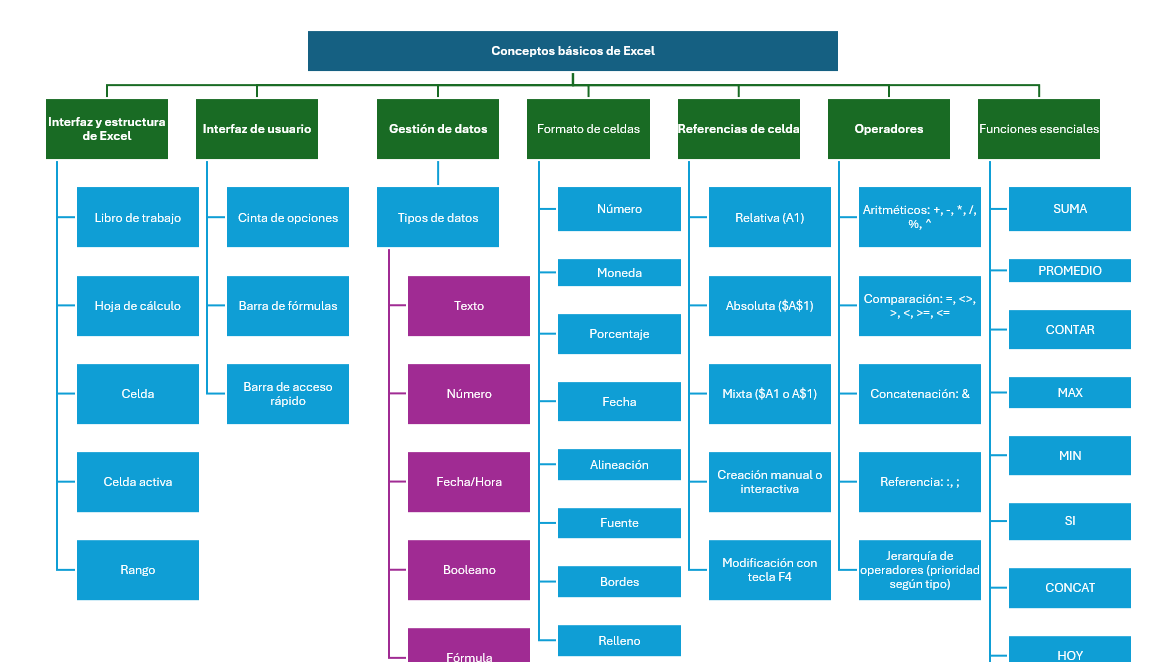 Conceptos básicos de Excel
Interfaz y estructura
de Excel
Libro de trabajo
Hoja de cálculo
Celda
Celda activa
Rango
Interfaz de usuario
Cinta de opciones
Barra de fórmulas
Barra de acceso
rápido
Gestión de datos
Tipos de datos
Texto
Número
Fecha/Hora
Booleano
Fórmula
Formato de celdas
Número
Moneda
Porcentaje
Fecha
Alineación
Fuente
Bordes
Relleno
Referencias de celda
Relativa (A1)
Absoluta ($A$1)
Mixta ($A1 o A$1)
Creación manual o
interactiva
Modificación con
tecla F4
Operadores
Aritméticos: +, -, *, /,
%, ^
Comparación: =, <>,
>, <, >=, <=
Concatenación: &
Referencia: :, ;
Jerarquía de
operadores (prioridad
según tipo)
Funciones esenciales
SUMA
PROMEDIO
CONTAR
MAX
MIN
SI
CONCAT
HOY